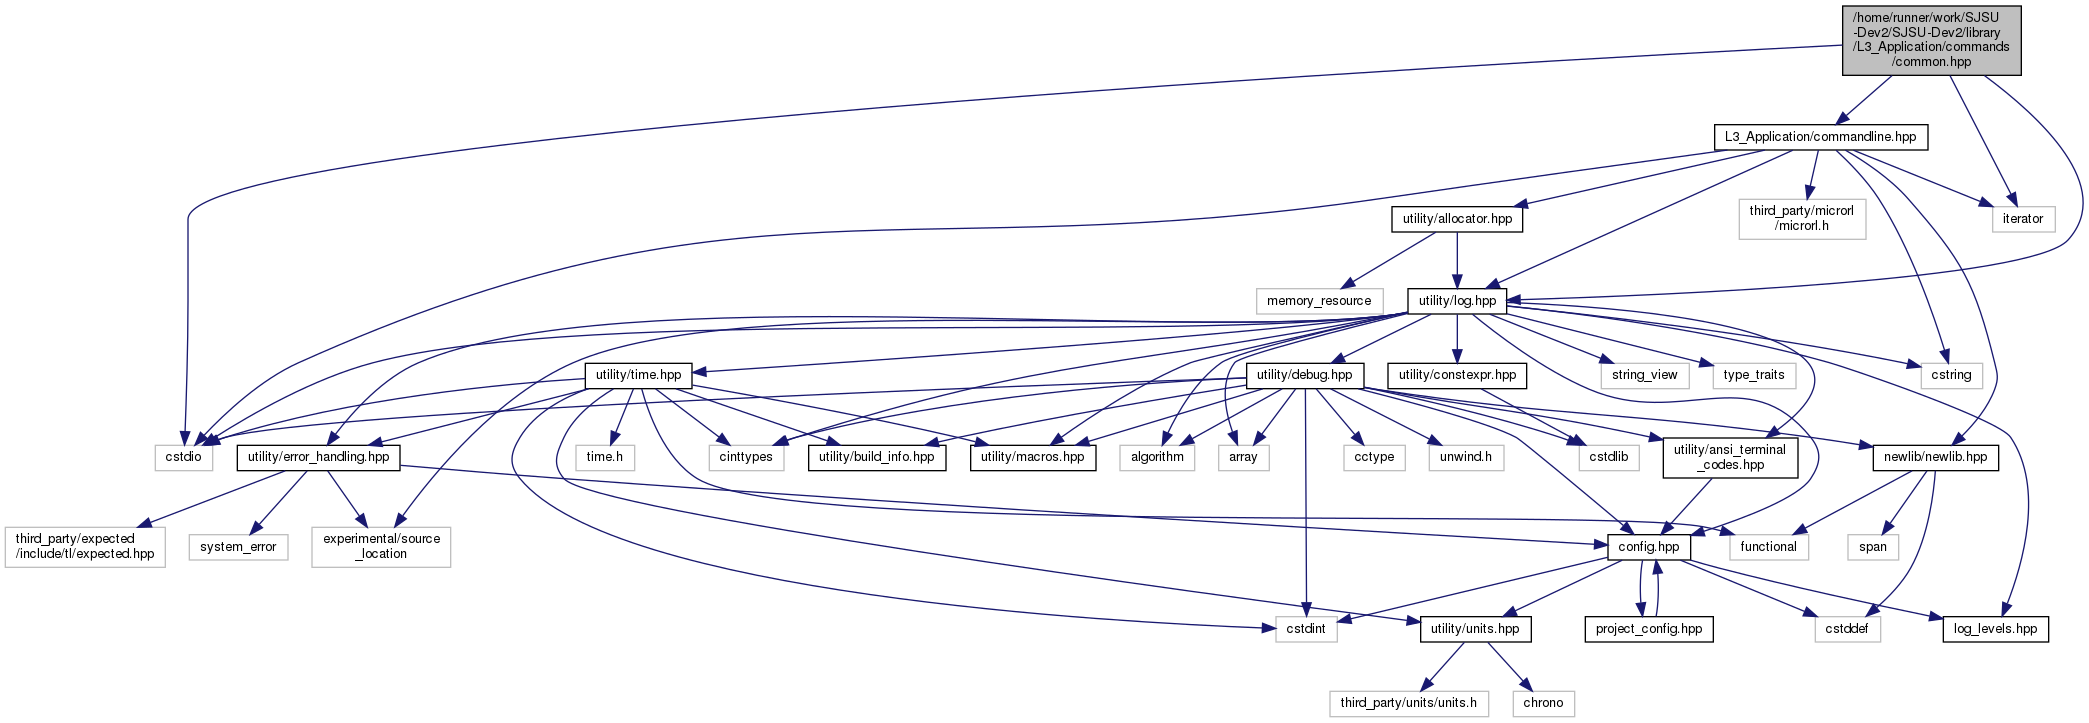 /home/runner/work/SJSU
-Dev2/SJSU-Dev2/library
/L3_Application/commands
/common.hpp
L3_Application/commandline.hpp
utility/allocator.hpp
third_party/microrl
/microrl.h
iterator
memory_resource
utility/log.hpp
utility/time.hpp
utility/debug.hpp
utility/constexpr.hpp
string_view
type_traits
cstring
cstdio
utility/error_handling.hpp
time.h
cinttypes
utility/build_info.hpp
utility/macros.hpp
algorithm
array
cctype
unwind.h
cstdlib
utility/ansi_terminal
_codes.hpp
newlib/newlib.hpp
third_party/expected
/include/tl/expected.hpp
system_error
experimental/source
_location
config.hpp
functional
span
cstdint
utility/units.hpp
project_config.hpp
cstddef
log_levels.hpp
third_party/units/units.h
chrono